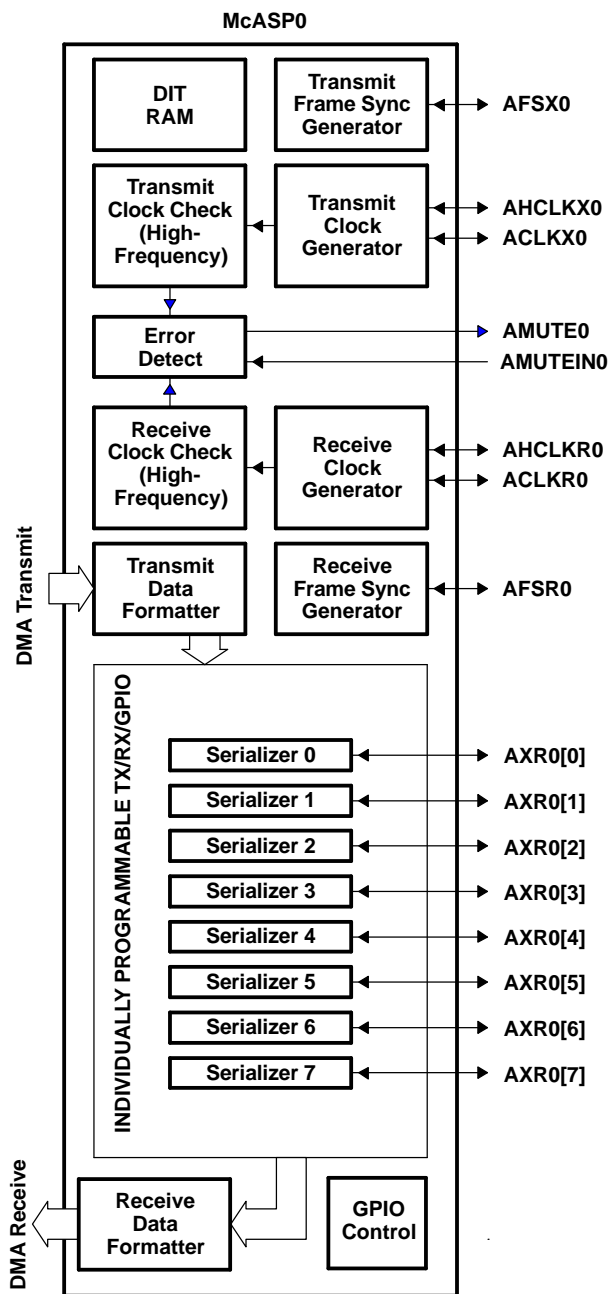 McASP0
DIT
RAM
Transmit
Frame Sync
Generator
AFSX0
Transmit
Clock Check
(High-
Frequency)
Transmit
Clock
Generator
AHCLKX0
ACLKX0
Error
Detect
AMUTE0
AMUTEIN0
Receive
Clock Check
(High-
Frequency)
Receive
Clock
Generator
AHCLKR0
ACLKR0
DMA Transmit
Transmit
Data
Formatter
Receive
Frame Sync
Generator
AFSR0
INDIVIDUALLY PROGRAMMABLE TX/RX/GPIO
Serializer 0
AXR0[0]
Serializer 1
AXR0[1]
Serializer 2
AXR0[2]
Serializer 3
AXR0[3]
Serializer 4
AXR0[4]
Serializer 5
AXR0[5]
Serializer 6
AXR0[6]
Serializer 7
AXR0[7]
DMA Receive
Receive
Data
Formatter
GPIO
Control